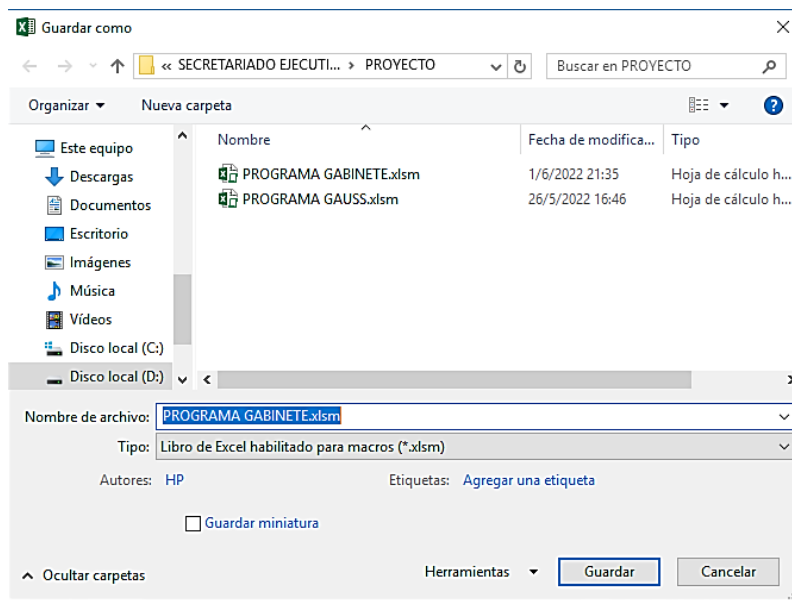 Guardar como
« SECRETARIADO EJECUTI... › PROYECTO
Buscar en PROYECTO
Organizar
Nueva carpeta
Este equipo
Descargas
Documentos
Escritorio
Imágenes
Música
Vídeos
Disco local (C:)
Disco local (D:)
Nombre
Fecha de modifica...
Tipo
PROGRAMA GABINETE.xlsm
1/6/2022 21:35
Hoja de cálculo h...
PROGRAMA GAUSS.xlsm
26/5/2022 16:46
Hoja de cálculo h...
Nombre de archivo: PROGRAMA GABINETE.xlsm
Tipo: Libro de Excel habilitado para macros (*.xlsm)
Autores: HP
Etiquetas: Agregar una etiqueta
Guardar miniatura
Ocultar carpetas
Herramientas
Guardar
Cancelar